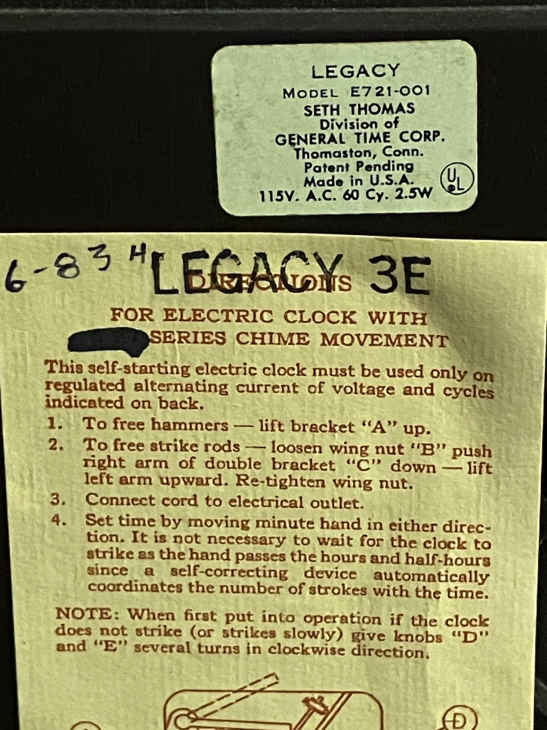 LEGACY
MODEL E721-001
SETH THOMAS
Division of
GENERAL TIME CORP.
Thomaston, Conn.
Patent Pending
Made in U.S.A.
115V. A.C. 60 Cy. 2.5W
UL
6-83 H LEGACY 3E
DIRECTIONS
FOR ELECTRIC CLOCK WITH
SERIES CHIME MOVEMENT
This self-starting electric clock must be used only on
regulated alternating current of voltage and cycles
indicated on back.
1. To free hammers — lift bracket “A” up.
2. To free strike rods — loosen wing nut “B” push
right arm of double bracket “C” down — lift
left arm upward. Re-tighten wing nut.
3. Connect cord to electrical outlet.
4. Set time by moving minute hand in either direc-
tion. It is not necessary to wait for the clock to
strike as the hand passes the hours and half-hours
since a self-correcting device automatically
coordinates the number of strokes with the time.
NOTE: When first put into operation if the clock
does not strike (or strikes slowly) give knobs “D”
and “E” several turns in clockwise direction.
D